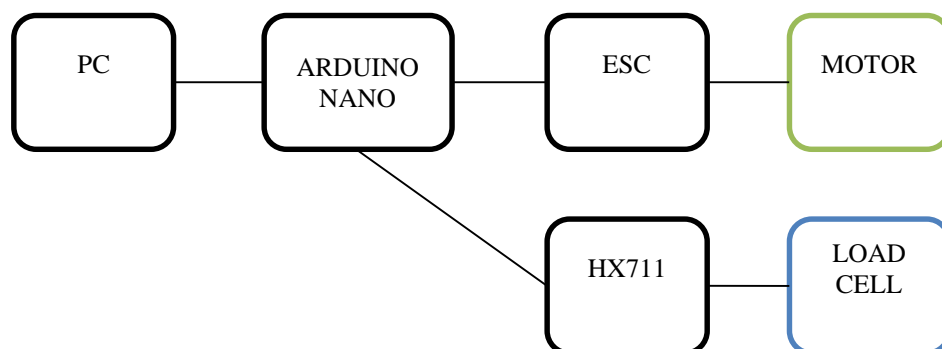 PC
ARDUINO
NANO
ESC
MOTOR
HX711
LOAD
CELL